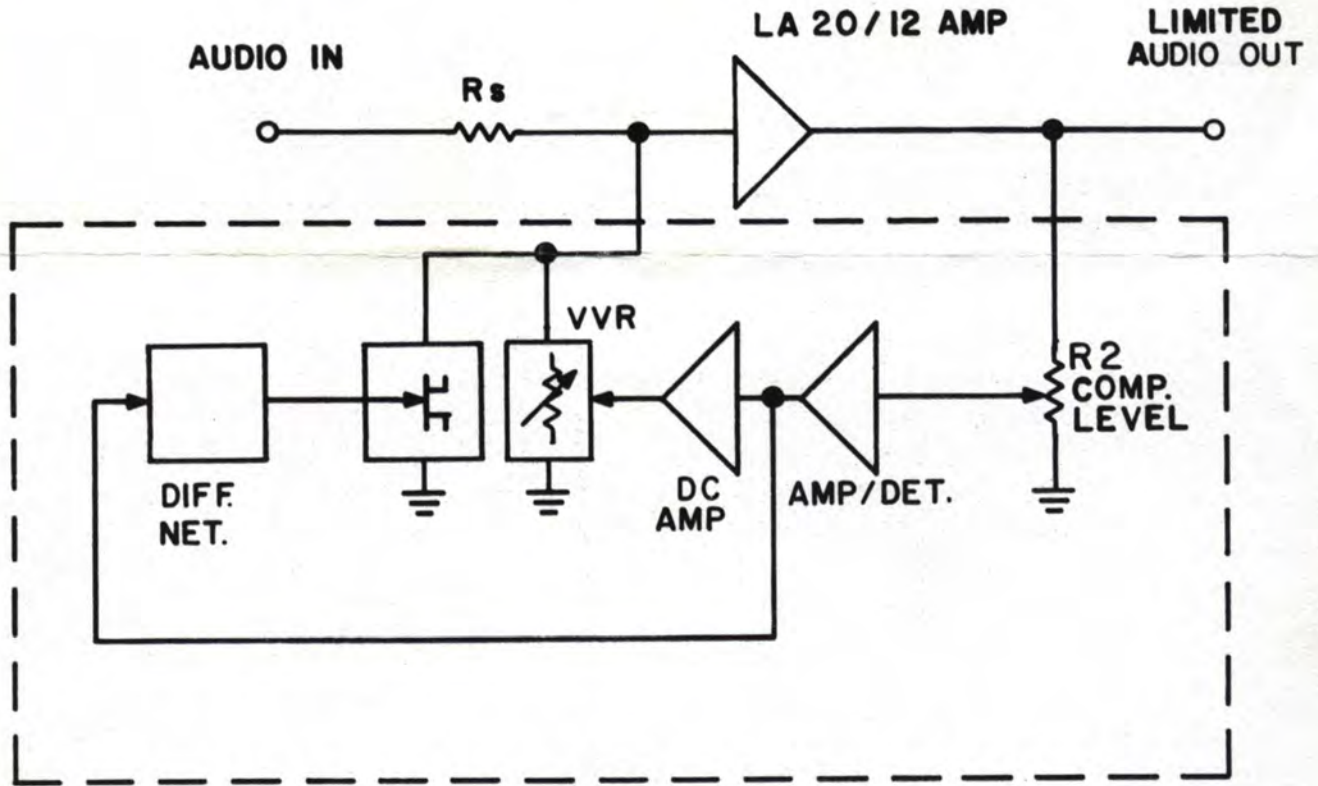 LA 20/12 AMP
LIMITED
AUDIO OUT
AUDIO IN
Rs
VVR
R2
COMP.
LEVEL
DIFF.
NET.
DC
AMP
AMP/DET.